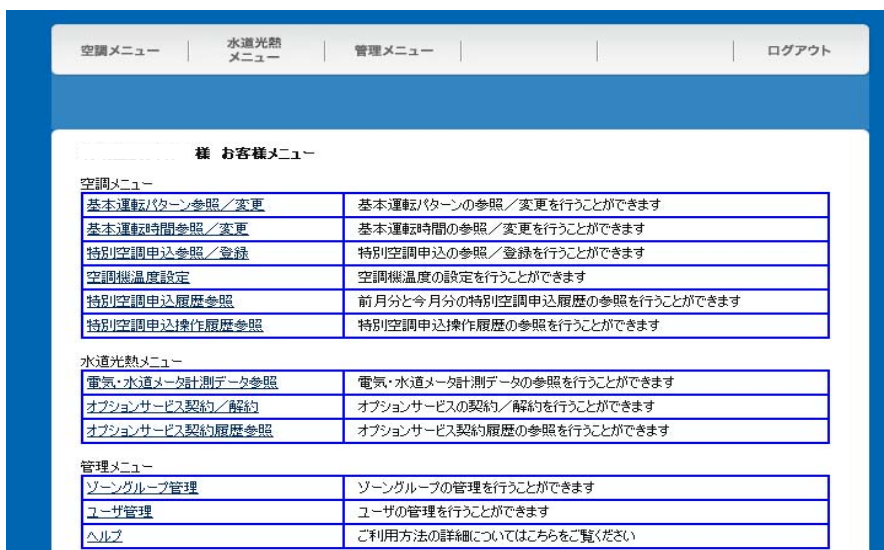 空調メニュー
水道光熱
メニュー
管理メニュー
ログアウト
様 お客様メニュー
空調メニュー
基本運転パターン参照／変更 基本運転パターンの参照／変更を行うことができます
基本運転時間参照／変更 基本運転時間の参照／変更を行うことができます
特別空調申込参照／登録 特別空調申込の参照／登録を行うことができます
空調機温度設定 空調機温度の設定を行うことができます
特別空調申込履歴参照 前月分と今月分の特別空調申込履歴の参照を行うことができます
特別空調申込操作履歴参照 特別空調申込操作履歴の参照を行うことができます
水道光熱メニュー
電気・水道メータ計測データ参照 電気・水道メータ計測データの参照を行うことができます
オプションサービス契約／解約 オプションサービスの契約／解約を行うことができます
オプションサービス契約履歴参照 オプションサービス契約履歴の参照を行うことができます
管理メニュー
ゾーングループ管理 ゾーングループの管理を行うことができます
ユーザ管理 ユーザの管理を行うことができます
ヘルプ ご利用方法の詳細についてはこちらをご覧ください